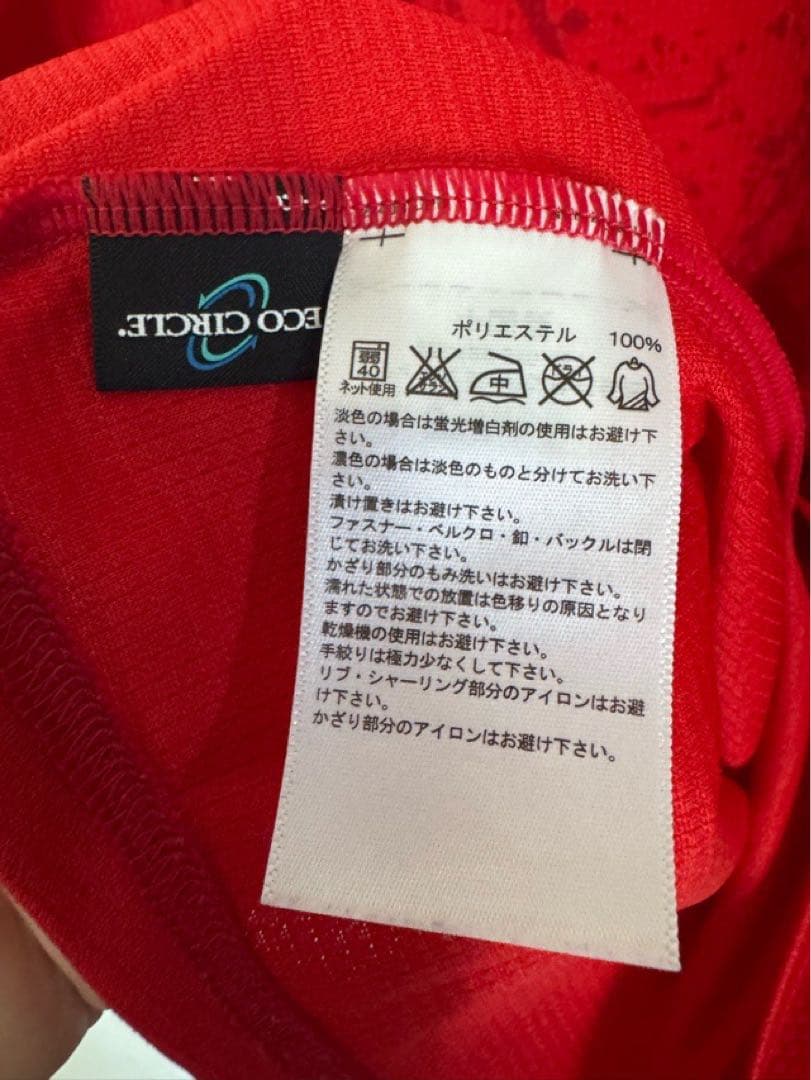 ECO CIRCLE®
ポリエステル 100%
弱 40
ネット使用
エンソ サラシ
中
ドライ
淡色の場合は蛍光増白剤の使用はお避け下
さい。
濃色の場合は淡色のものと分けてお洗い下
さい。
漬け置きはお避け下さい。
ファスナー・ベルクロ・釦・バックルは閉
じてお洗い下さい。
かざり部分のもみ洗いはお避け下さい。
濡れた状態での放置は色移りの原因となり
ますのでお避け下さい。
乾燥機の使用はお避け下さい。
手絞りは極力少なくして下さい。
リブ・シャーリング部分のアイロンはお避
け下さい。
かざり部分のアイロンはお避け下さい。